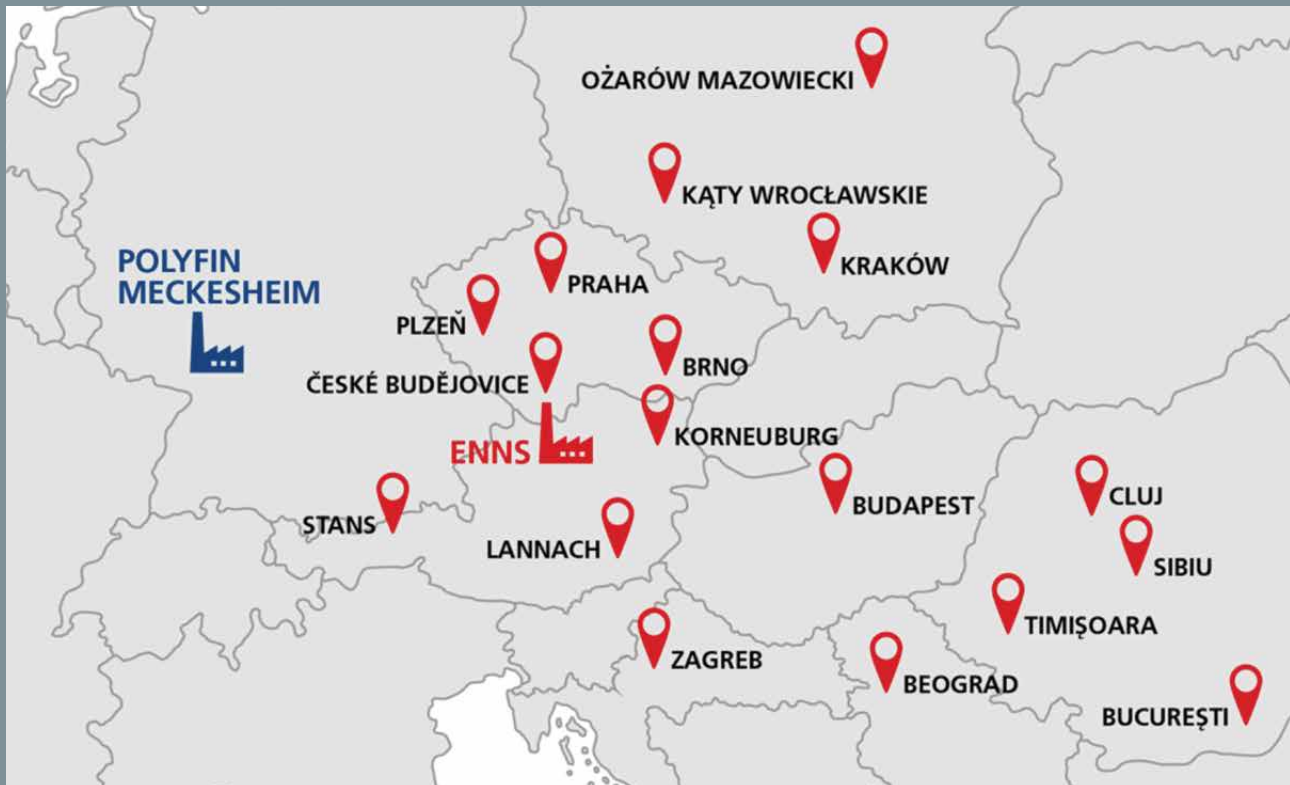 OŻARÓW MAZOWIECKI
KĄTY WROCŁAWSKIE
KRAKÓW
POLYFIN
MECKESHEIM
PRAHA
PLZEŇ
BRNO
ČESKÉ BUDĚJOVICE
KORNEUBURG
ENNS
BUDAPEST
CLUJ
STANS
LANNACH
SIBIU
TIMIŞOARA
ZAGREB
BEOGRAD
BUCUREŞTI